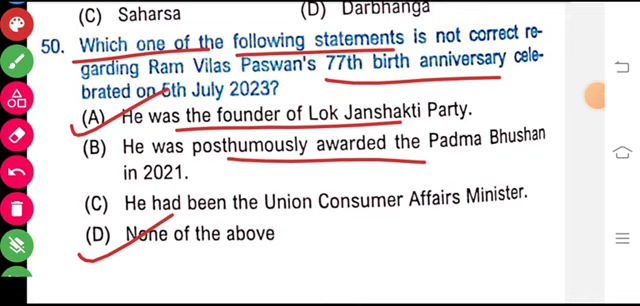 (C) Saharsa (D) Darbhanga
50. Which one of the following statements is not correct re-
garding Ram Vilas Paswan's 77th birth anniversary cele-
brated on 5th July 2023?
(A) He was the founder of Lok Janshakti Party.
(B) He was posthumously awarded the Padma Bhushan
in 2021.
(C) He had been the Union Consumer Affairs Minister.
(D) None of the above